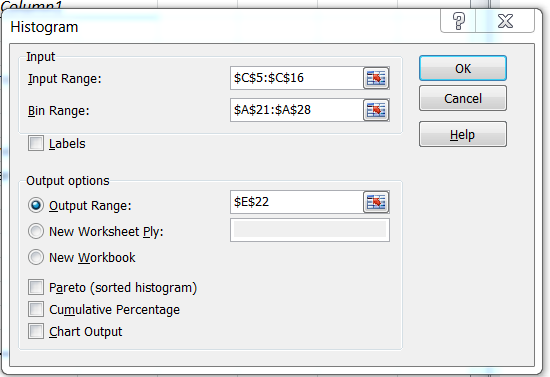 Column1
Histogram
Input
Input Range: $C$5:$C$16
Bin Range: $A$21:$A$28
Labels
OK
Cancel
Help
Output options
Output Range: $E$22
New Worksheet Ply:
New Workbook
Pareto (sorted histogram)
Cumulative Percentage
Chart Output